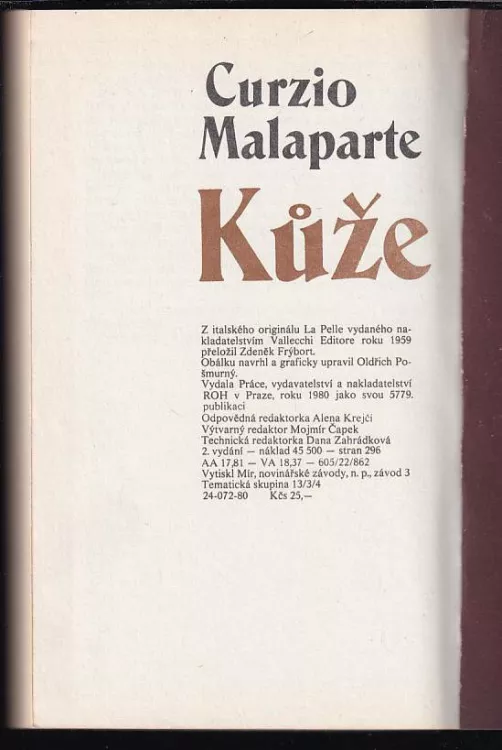 Curzio
Malaparte
Kůže
Z italského originálu La Pelle vydaného na-
kladatelstvím Vallecchi Editore roku 1959
přeložil Zdeněk Frýbort.
Obálku navrhl a graficky upravil Oldřich Po-
šmurný.
Vydala Práce, vydavatelství a nakladatelství
ROH v Praze, roku 1980 jako svou 5779.
publikaci
Odpovědná redaktorka Alena Krejčí
Výtvarný redaktor Mojmír Čapek
Technická redaktorka Dana Zahrádková
2. vydání — náklad 45 500 — stran 296
AA 17,81 — VA 18,37 — 605/22/862
Vytiskl Mír, novinářské závody, n. p., závod 3
Tematická skupina 13/3/4
24-072-80 Kčs 25,—